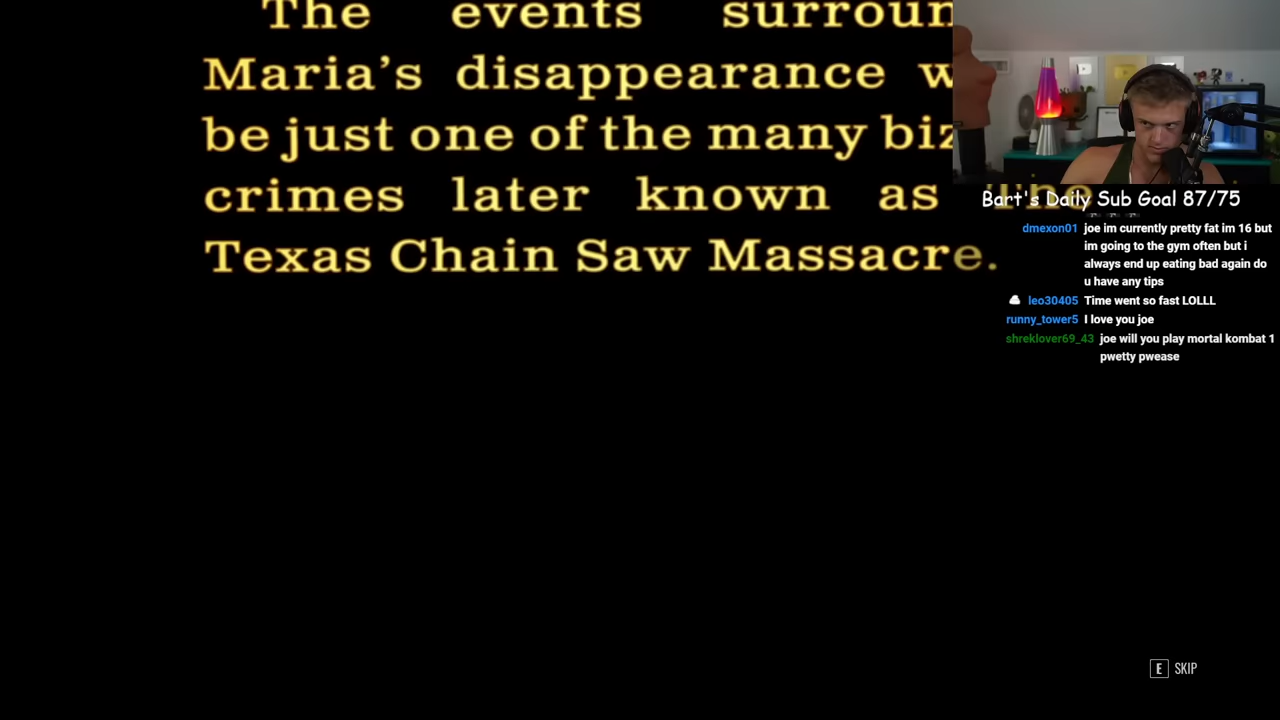 The events surroun
Maria's disappearance w
be just one of the many biz
crimes later known as The
Texas Chain Saw Massacre.
Bart's Daily Sub Goal 87/75
dmexon01 joe im currently pretty fat im 16 but
im going to the gym often but i
always end up eating bad again do
u have any tips
leo30405 Time went so fast LOLLL
runny_tower5 I love you joe
shreklover69_43 joe will you play mortal kombat 1
pwetty pwease
E SKIP